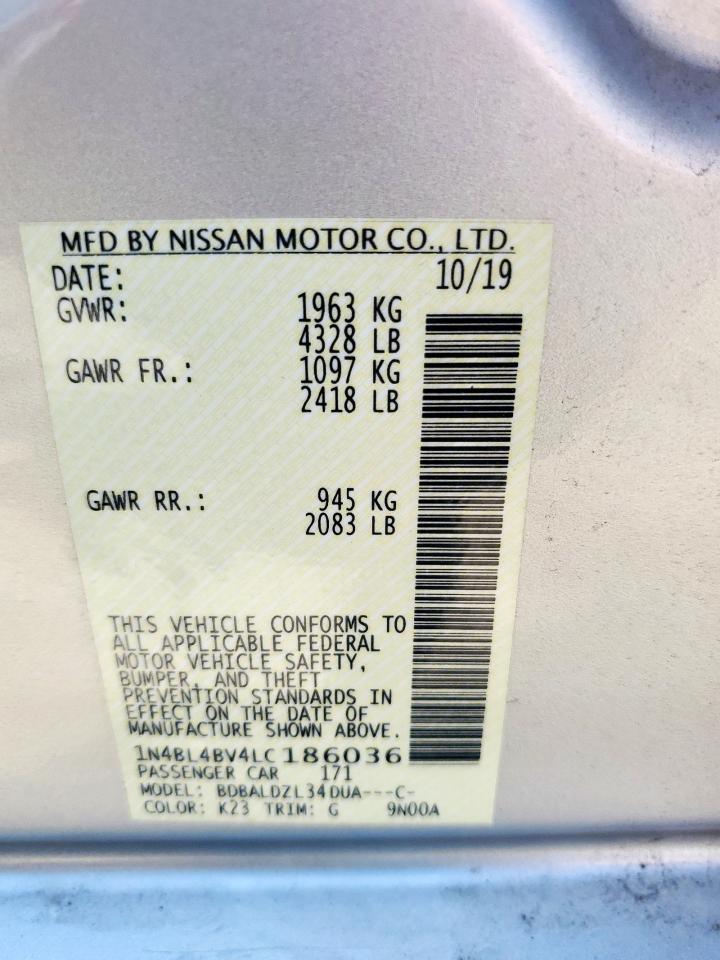 MFD BY NISSAN MOTOR CO., LTD.
DATE: 10/19
GVWR: 1963 KG
4328 LB
GAWR FR.: 1097 KG
2418 LB
GAWR RR.: 945 KG
2083 LB
THIS VEHICLE CONFORMS TO
ALL APPLICABLE FEDERAL
MOTOR VEHICLE SAFETY,
BUMPER, AND THEFT
PREVENTION STANDARDS IN
EFFECT ON THE DATE OF
MANUFACTURE SHOWN ABOVE.
1N4BL4BV4LC186036
PASSENGER CAR 171
MODEL: BDBALDZL34DUA---C-
COLOR: K23 TRIM: G 9N00A